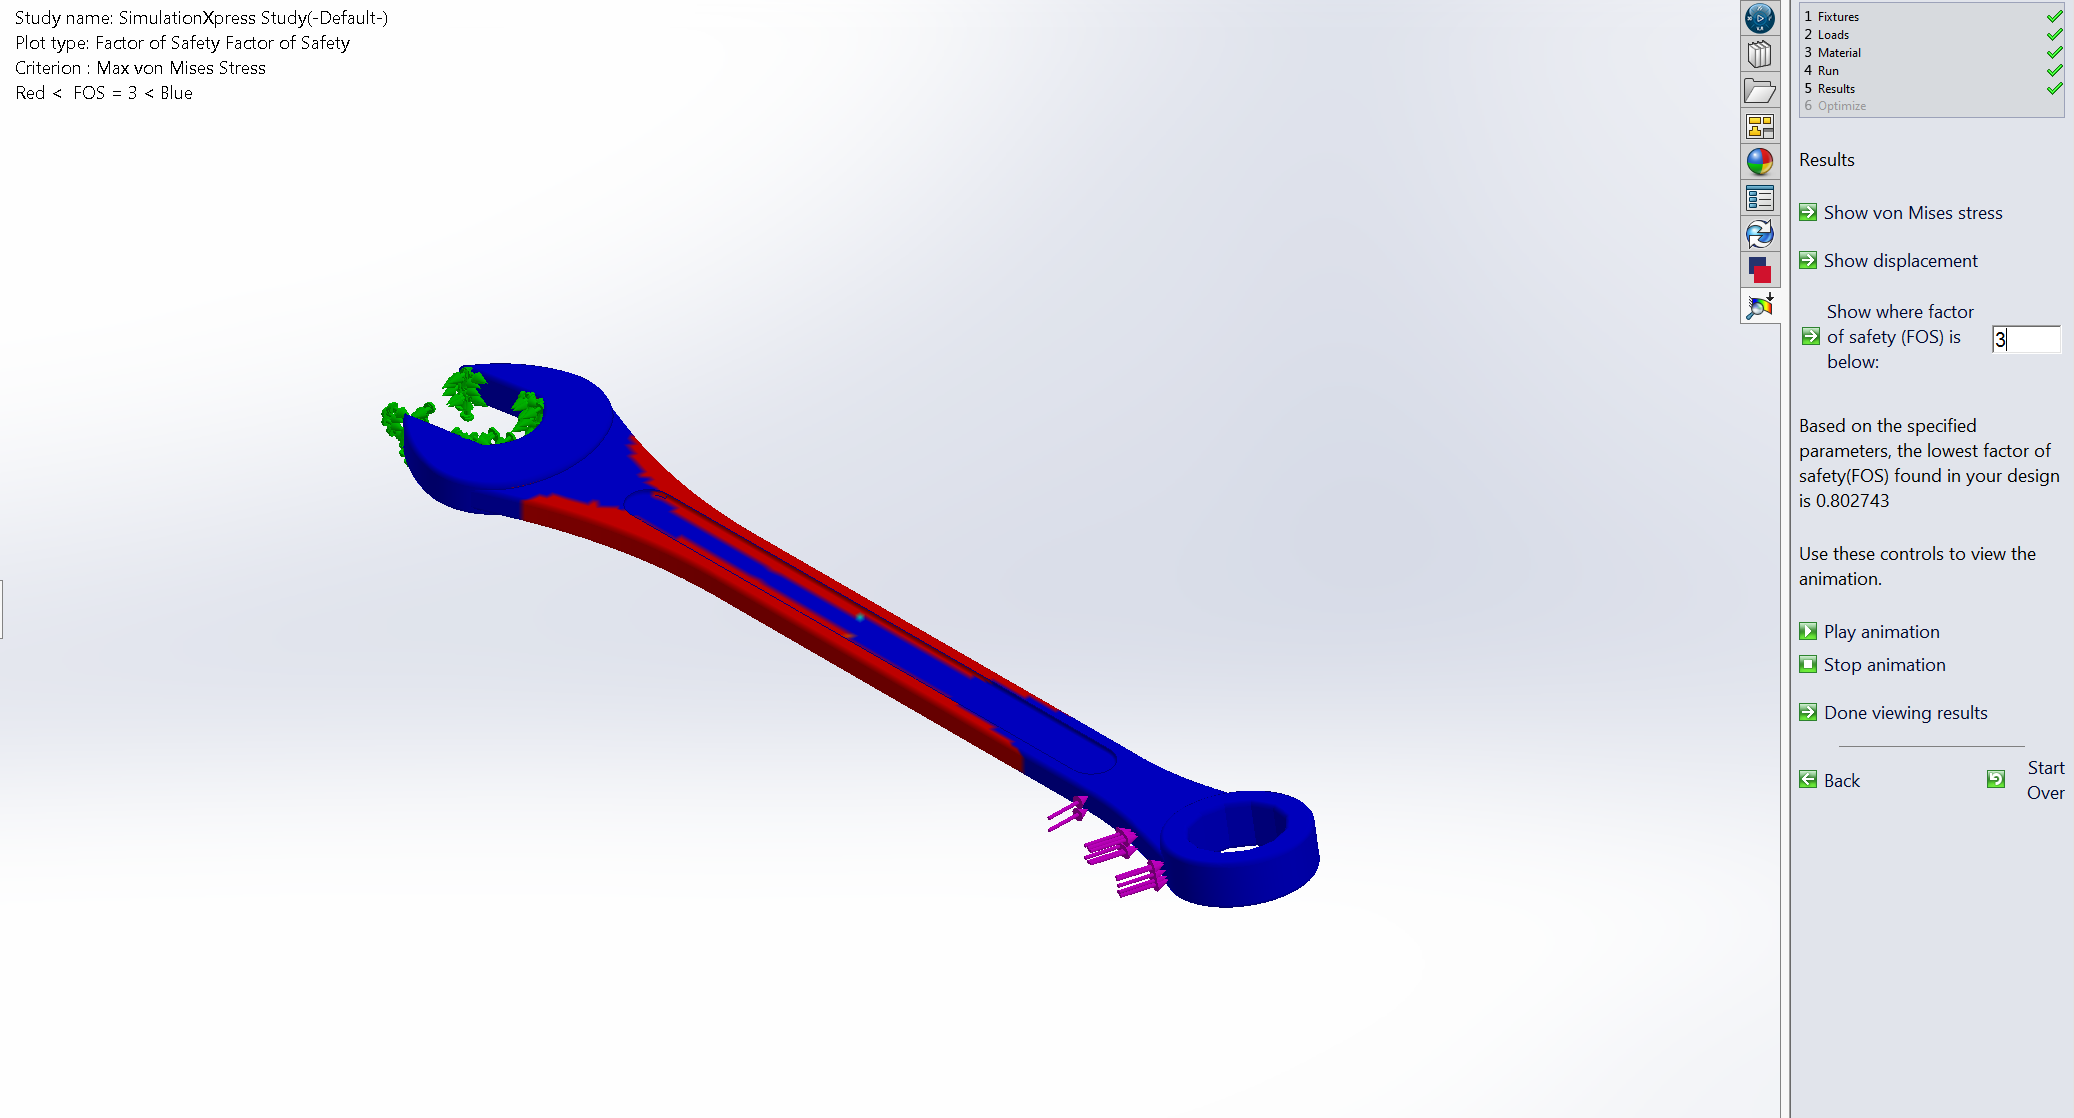 Study name: SimulationXpress Study(-Default-)
Plot type: Factor of Safety Factor of Safety
Criterion : Max von Mises Stress
Red < FOS = 3 < Blue
1 Fixtures
2 Loads
3 Material
4 Run
5 Results
6 Optimize
Results
Show von Mises stress
Show displacement
Show where factor
of safety (FOS) is
below:
3
Based on the specified
parameters, the lowest factor of
safety(FOS) found in your design
is 0.802743
Use these controls to view the
animation.
Play animation
Stop animation
Done viewing results
Back
Start
Over